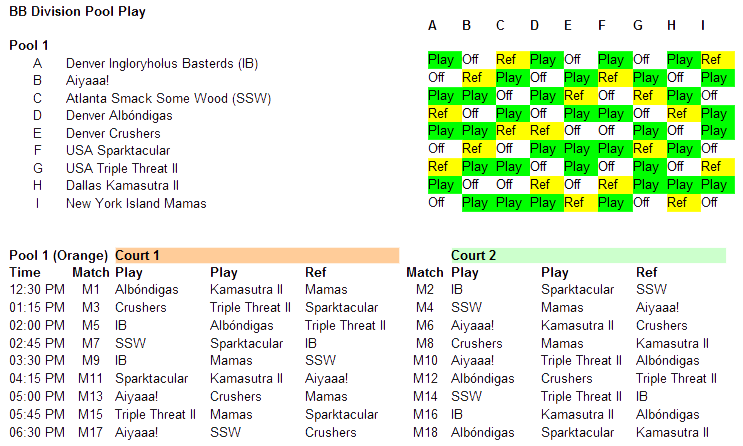 BB Division Pool Play
A B C D E F G H I
Pool 1
A Denver Ingloryholus Basterds (IB) Play Off Ref Play Off Play Off Play Ref
B Aiyaaa! Off Ref Play Off Play Ref Play Off Play
C Atlanta Smack Some Wood (SSW) Play Play Off Play Ref Off Ref Play Off
D Denver Albóndigas Ref Off Play Off Play Play Off Ref Play
E Denver Crushers Play Play Ref Ref Off Off Play Off Play
F USA Sparktacular Off Ref Off Play Play Play Ref Play Off
G USA Triple Threat II Ref Play Play Off Play Off Play Off Ref
H Dallas Kamasutra II Play Off Off Ref Off Ref Play Play Play
I New York Island Mamas Off Play Play Play Ref Play Off Ref Off
Pool 1 (Orange) Court 1 Court 2
Time Match Play Play Ref Match Play Play Ref
12:30 PM M1 Albóndigas Kamasutra II Mamas M2 IB Sparktacular SSW
01:15 PM M3 Crushers Triple Threat II Sparktacular M4 SSW Mamas Aiyaaa!
02:00 PM M5 IB Albóndigas Triple Threat II M6 Aiyaaa! Kamasutra II Crushers
02:45 PM M7 SSW Sparktacular IB M8 Crushers Mamas Kamasutra II
03:30 PM M9 IB Mamas SSW M10 Aiyaaa! Triple Threat II Albóndigas
04:15 PM M11 Sparktacular Kamasutra II Aiyaaa! M12 Albóndigas Crushers Triple Threat II
05:00 PM M13 Aiyaaa! Crushers Mamas M14 SSW Triple Threat II IB
05:45 PM M15 Triple Threat II Mamas Sparktacular M16 IB Kamasutra II Albóndigas
06:30 PM M17 Aiyaaa! SSW Crushers M18 Albóndigas Sparktacular Kamasutra II